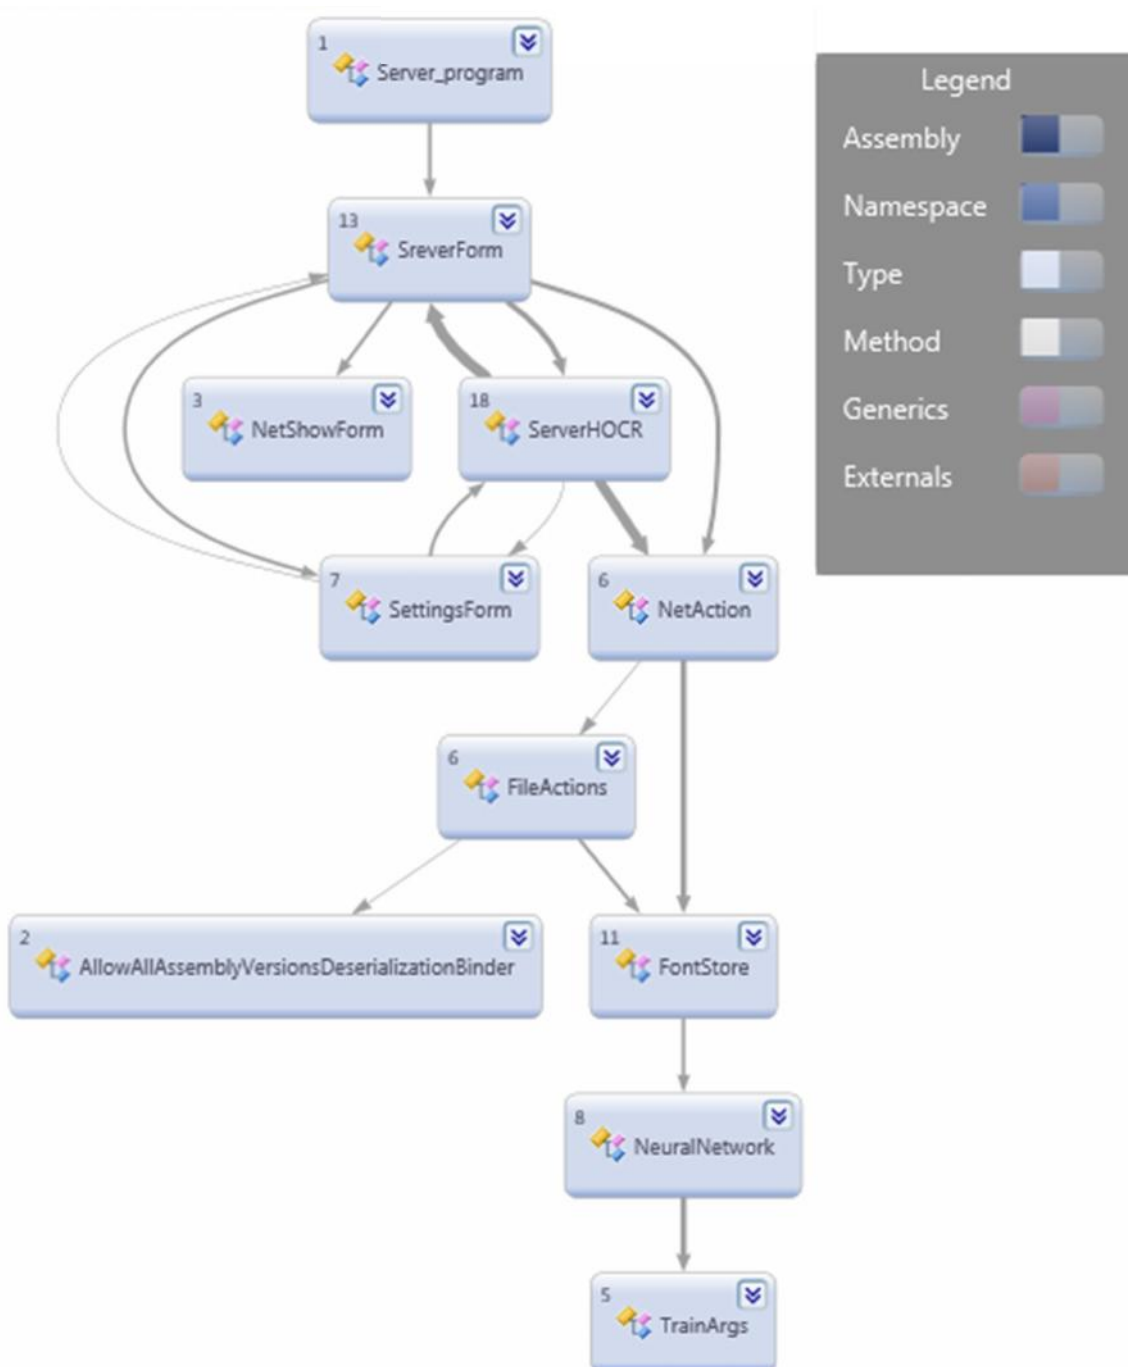 1
Server_program
Legend
Assembly
Namespace
Type
Method
Generics
Externals
13
SreverForm
3
NetShowForm
18
ServerHOCR
7
SettingsForm
6
NetAction
6
FileActions
2
AllowAllAssemblyVersionsDeserializationBinder
11
FontStore
8
NeuralNetwork
5
TrainArgs